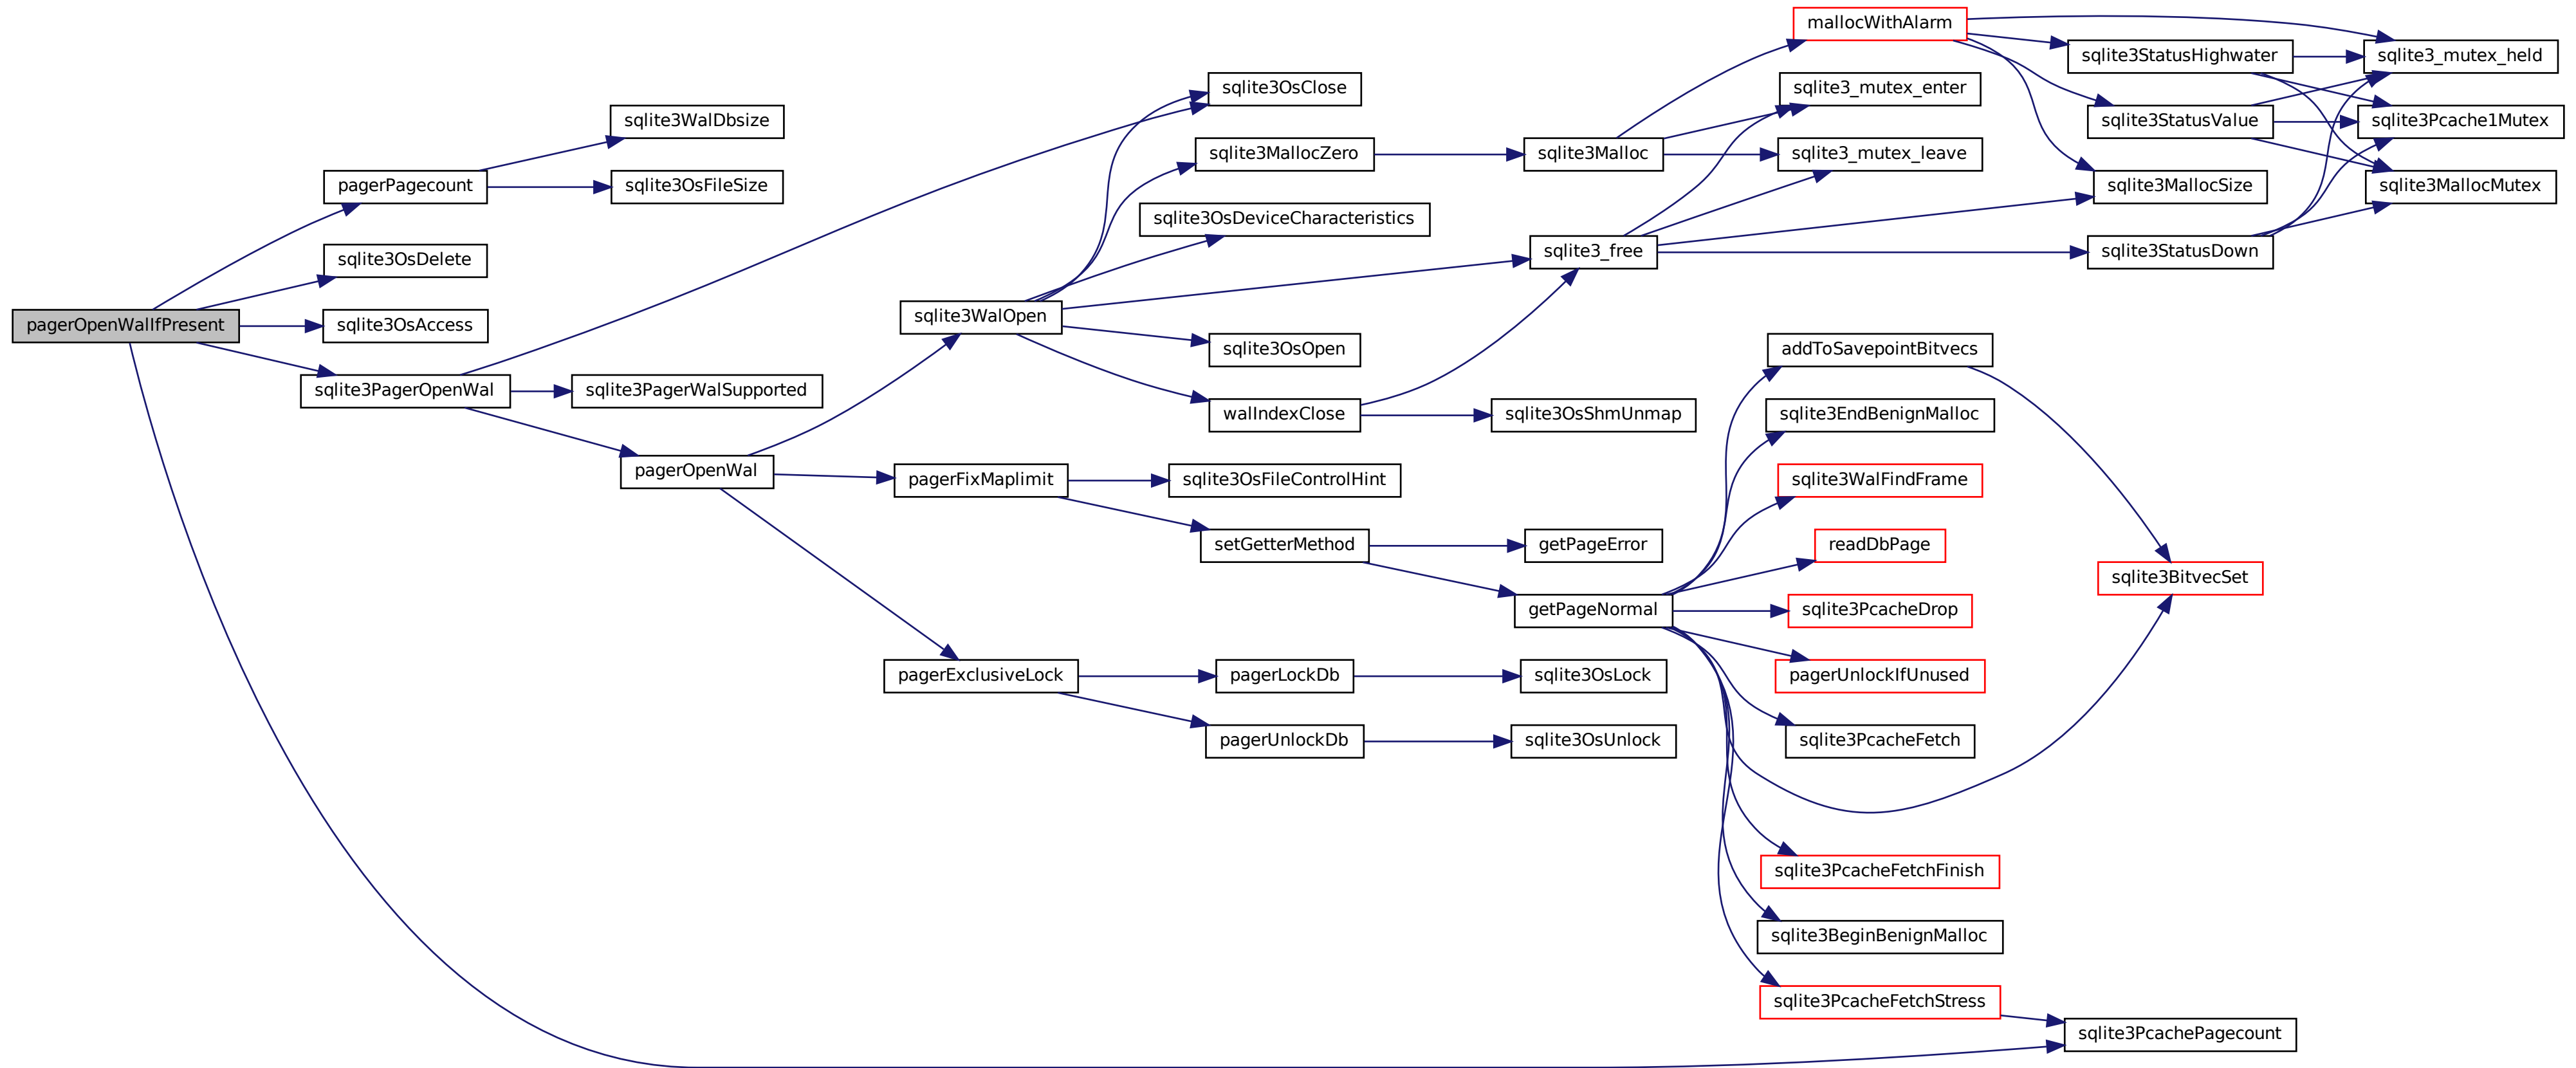 pagerOpenWalIfPresent
pagerPagecount
sqlite3OsDelete
sqlite3OsAccess
sqlite3PagerOpenWal
sqlite3WalDbsize
sqlite3OsFileSize
sqlite3PagerWalSupported
pagerOpenWal
sqlite3WalOpen
pagerFixMaplimit
pagerExclusiveLock
sqlite3OsClose
sqlite3MallocZero
sqlite3OsDeviceCharacteristics
sqlite3OsOpen
walIndexClose
sqlite3OsFileControlHint
setGetterMethod
pagerLockDb
pagerUnlockDb
sqlite3Malloc
sqlite3_free
sqlite3OsShmUnmap
getPageError
getPageNormal
sqlite3OsLock
sqlite3OsUnlock
mallocWithAlarm
sqlite3_mutex_enter
sqlite3_mutex_leave
addToSavepointBitvecs
sqlite3EndBenignMalloc
sqlite3WalFindFrame
readDbPage
sqlite3PcacheDrop
pagerUnlockIfUnused
sqlite3PcacheFetch
sqlite3PcacheFetchFinish
sqlite3BeginBenignMalloc
sqlite3PcacheFetchStress
sqlite3StatusHighwater
sqlite3StatusValue
sqlite3MallocSize
sqlite3StatusDown
sqlite3BitvecSet
sqlite3PcachePagecount
sqlite3_mutex_held
sqlite3Pcache1Mutex
sqlite3MallocMutex